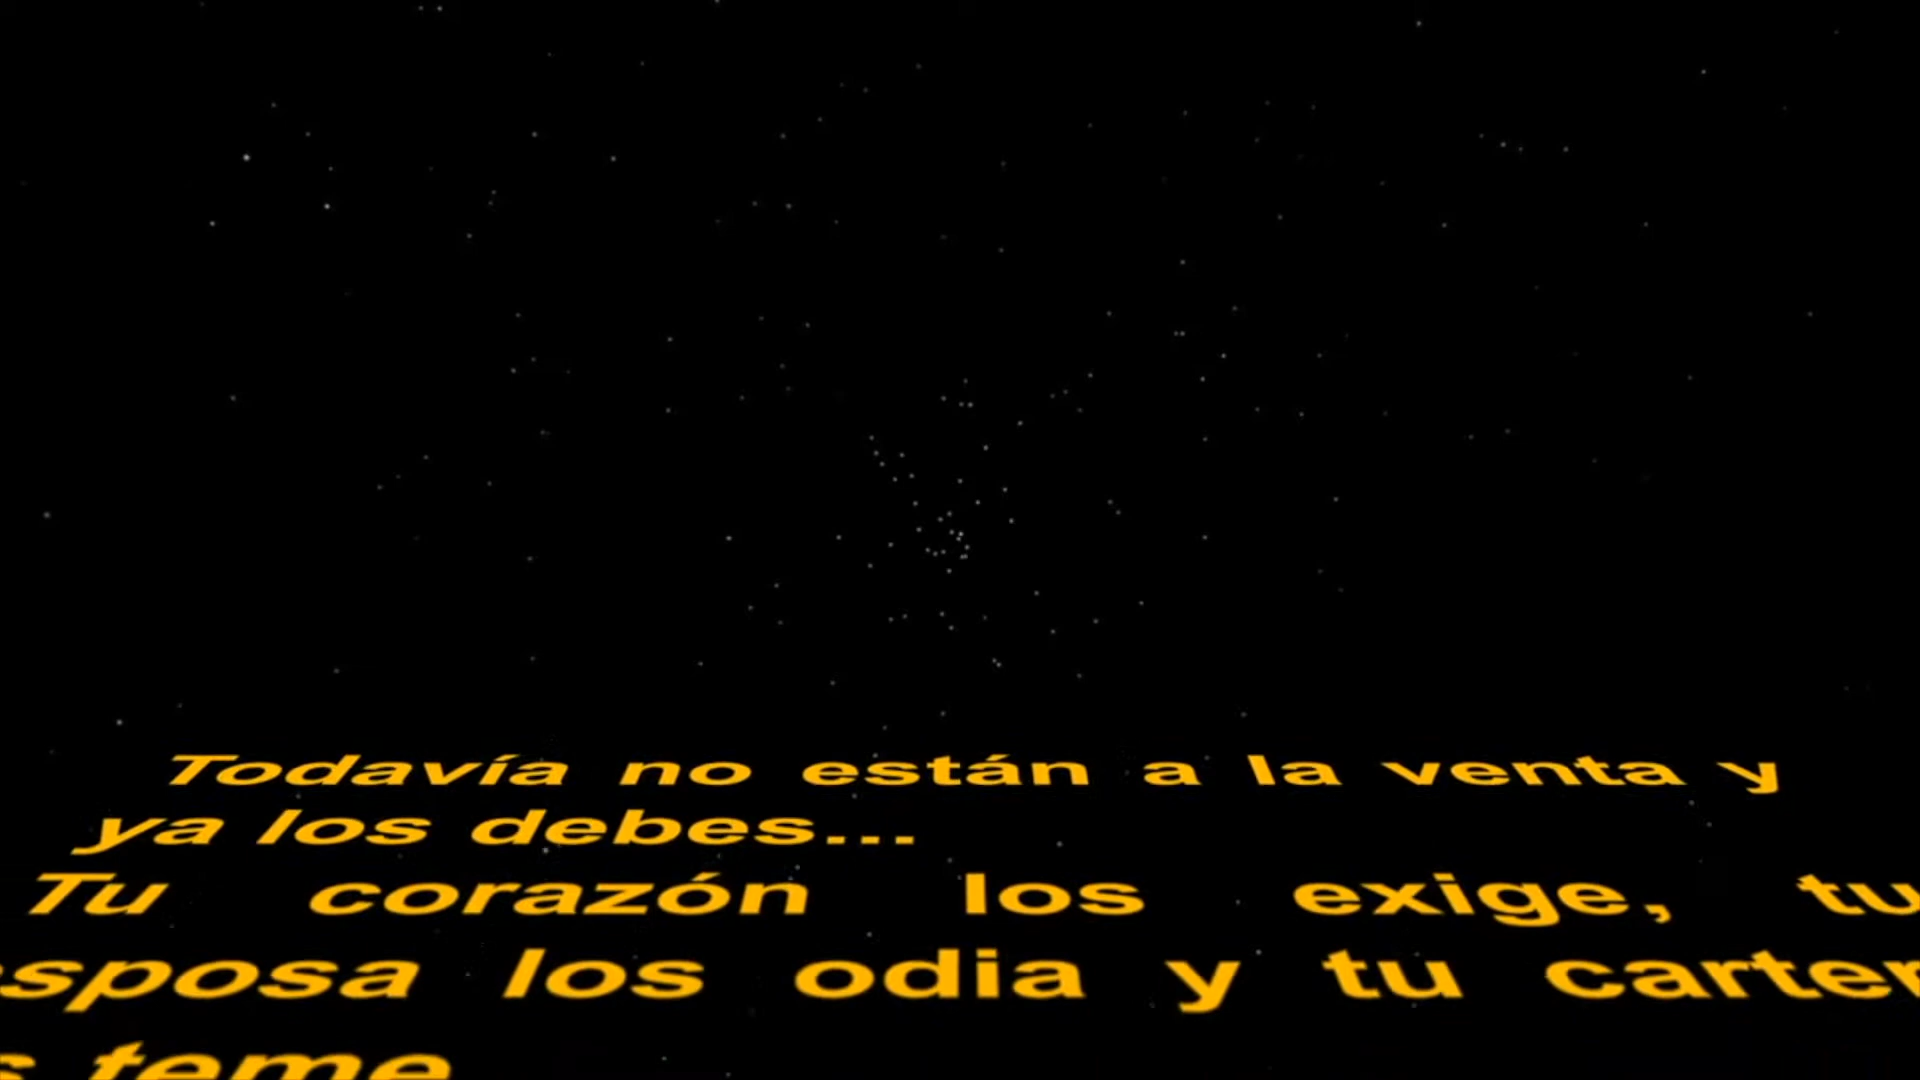 Todavía no están a la venta y
ya los debes...
Tu corazón los exige, tu
esposa los odia y tu carter
s teme